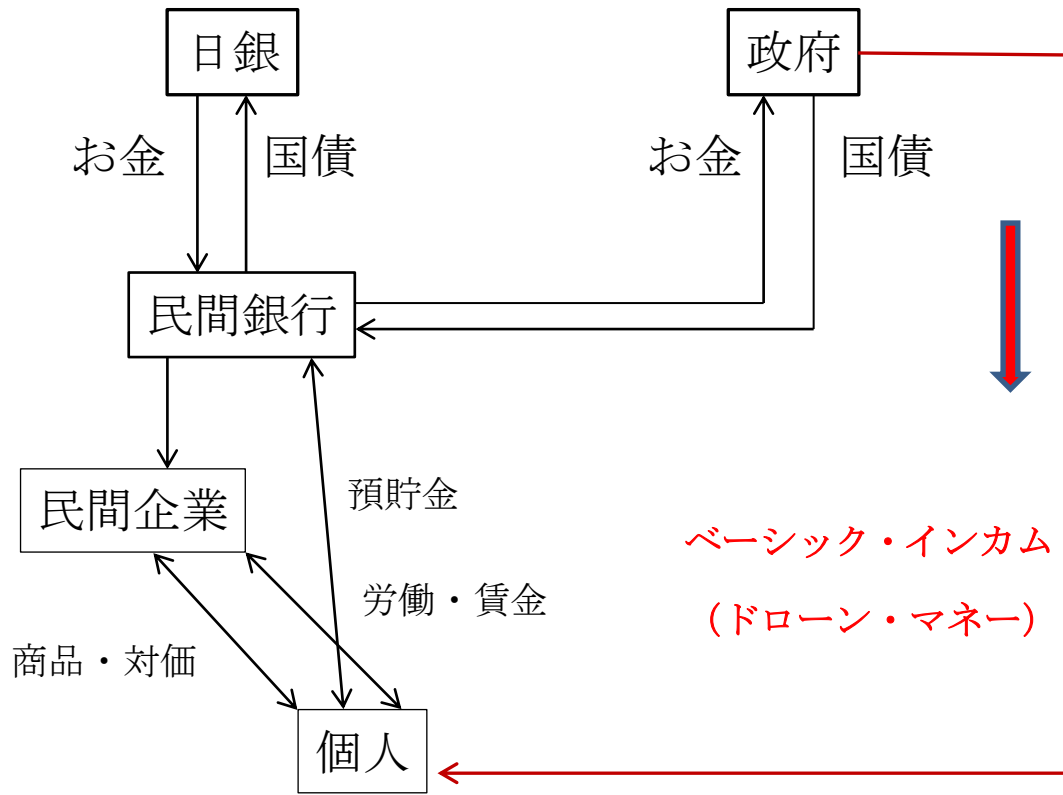 日銀
政府
お金
国債
お金
国債
民間銀行
預貯金
民間企業
ベーシック・インカム
労働・賃金
（ドローン・マネー）
商品・対価
個人